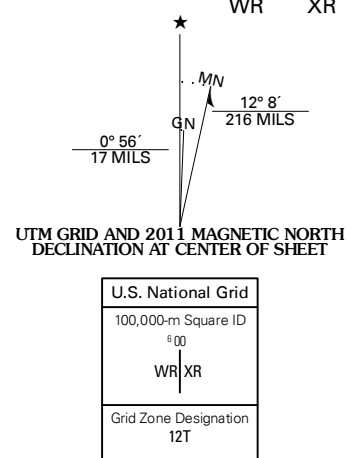 WR XR
★
MN
GN
12° 8´
216 MILS
0° 56´
17 MILS
UTM GRID AND 2011 MAGNETIC NORTH
DECLINATION AT CENTER OF SHEET
U.S. National Grid
100,000-m Square ID
6 00
WR XR
Grid Zone Designation
12T